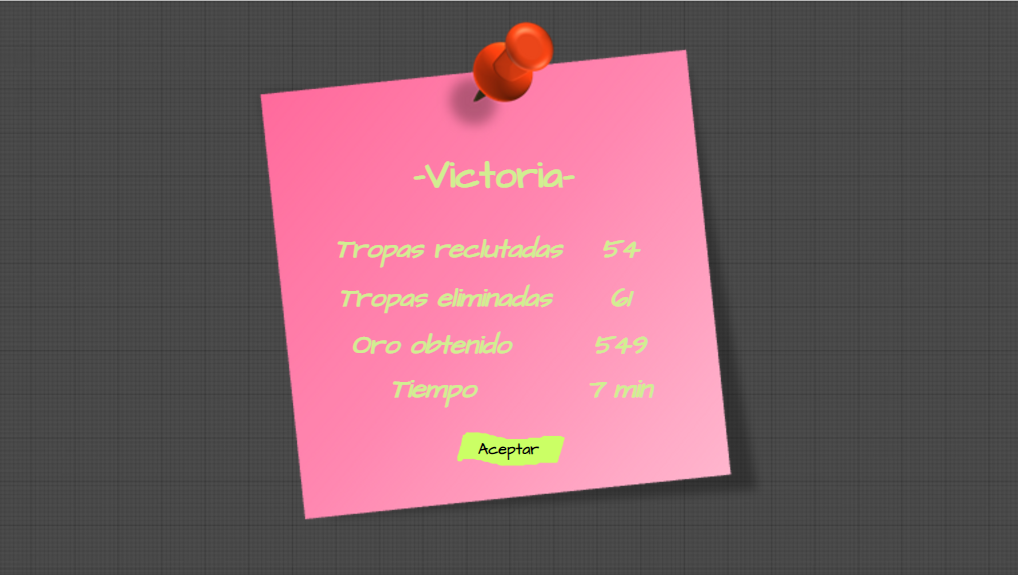 -Victoria-
Tropas reclutadas 54
Tropas eliminadas 61
Oro obtenido 549
Tiempo 7 min
Aceptar